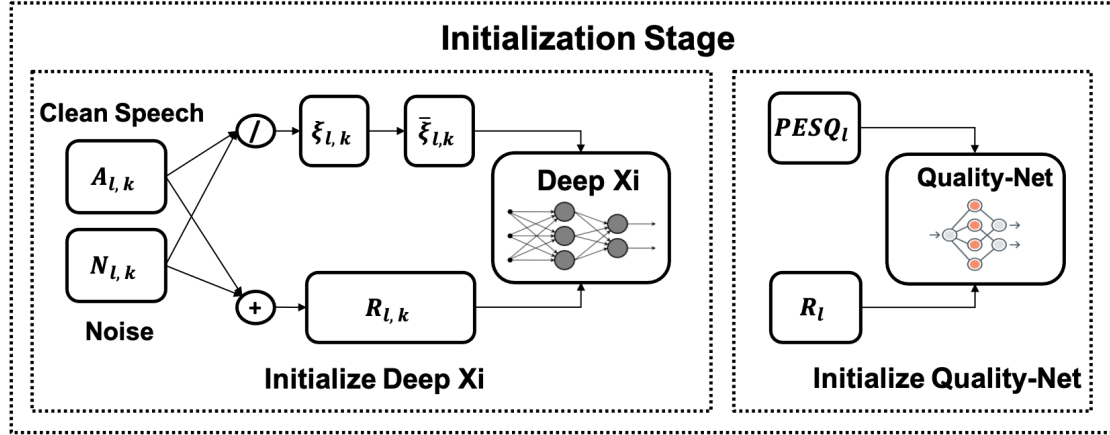 Initialization Stage
Clean Speech
A_{l,k}
N_{l,k}
Noise
/
+
ξ_{l,k}
ξ̄_{l,k}
R_{l,k}
Deep Xi
Initialize Deep Xi
PESQ_l
R_l
Quality-Net
Initialize Quality-Net